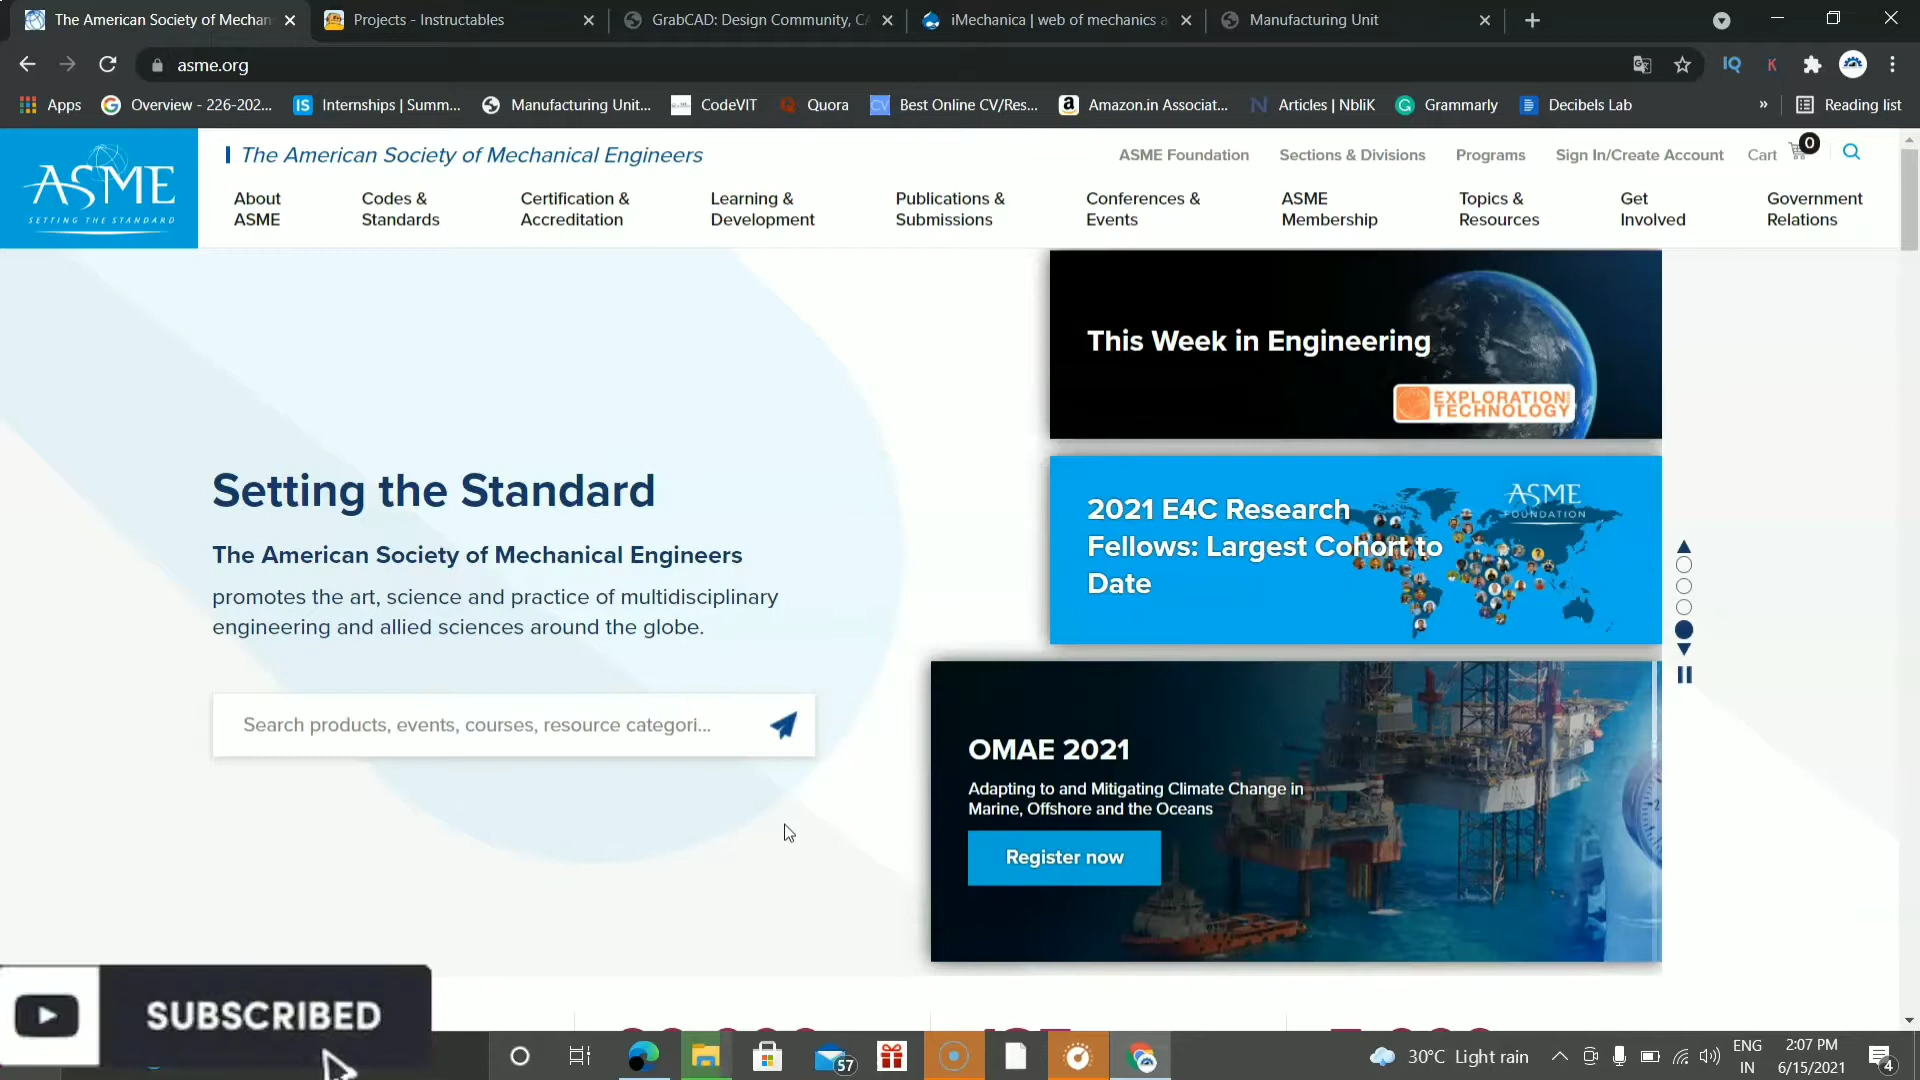 The American Society of Mechan
Projects - Instructables
GrabCAD: Design Community, CA
iMechanica | web of mechanics a
Manufacturing Unit
asme.org
IQ
K
Apps
Overview - 226-202...
IS
Internships | Summ...
Manufacturing Unit...
CodeVIT
Quora
CV
Best Online CV/Res...
Amazon.in Associat...
Articles | NbliK
Grammarly
Decibels Lab
»
Reading list
ASME
SETTING THE STANDARD
The American Society of Mechanical Engineers
ASME Foundation
Sections & Divisions
Programs
Sign In/Create Account
Cart
0
About
ASME
Codes &
Standards
Certification &
Accreditation
Learning &
Development
Publications &
Submissions
Conferences &
Events
ASME
Membership
Topics &
Resources
Get
Involved
Government
Relations
This Week in Engineering
EXPLORATION
TECHNOLOGY
Setting the Standard
The American Society of Mechanical Engineers
promotes the art, science and practice of multidisciplinary
engineering and allied sciences around the globe.
Search products, events, courses, resource categori...
2021 E4C Research
Fellows: Largest Cohort to
Date
ASME
FOUNDATION
OMAE 2021
Adapting to and Mitigating Climate Change in
Marine, Offshore and the Oceans
Register now
SUBSCRIBED
57
30°C Light rain
ENG
IN
2:07 PM
6/15/2021
4